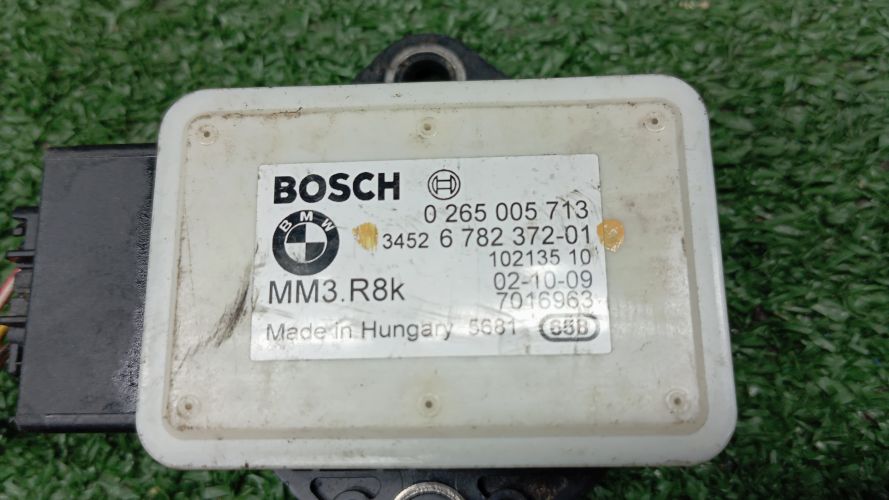 BOSCH
0 265 005 713
BMW
3452 6 782 372-01
102135 10
MM3.R8k
02-10-09
7016963
Made in Hungary 5681 65B